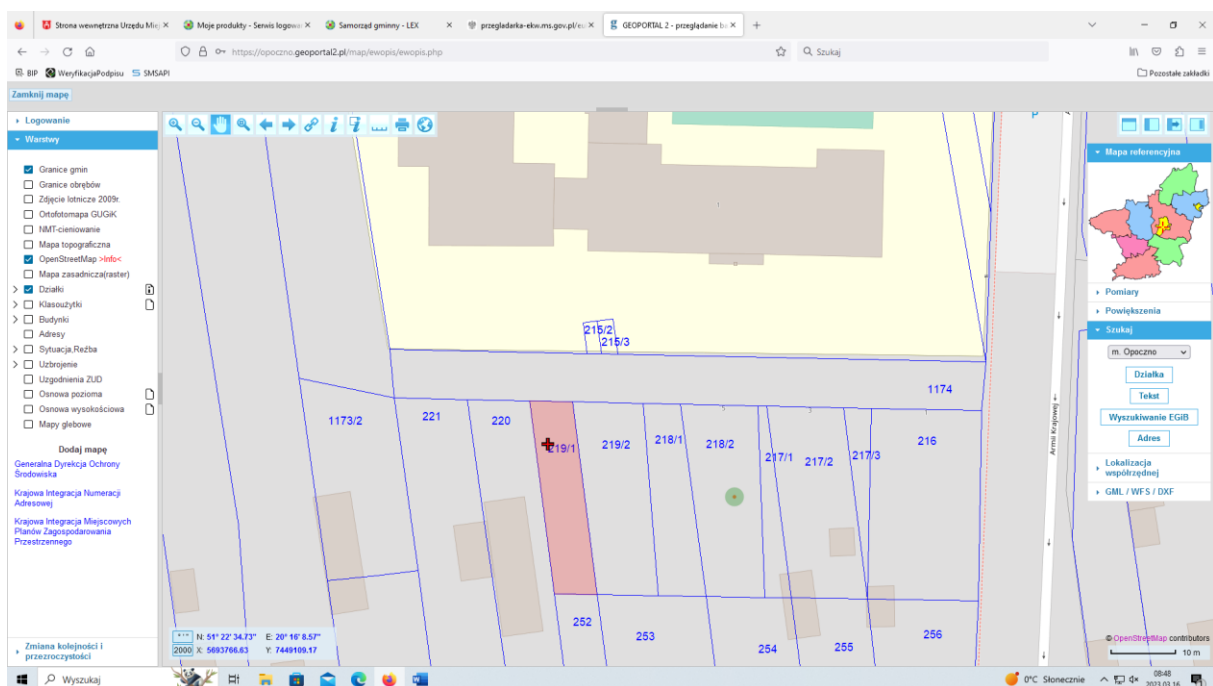 Strona wewnętrzna Urzędu Miej
Moje produkty - Serwis logowa
Samorząd gminny - LEX
przegladarka-ekw.ms.gov.pl/eu
GEOPORTAL 2 - przeglądanie ba
https://opoczno.geoportal2.pl/map/ewopis/ewopis.php
Szukaj
BIP
WeryfikacjaPodpisu
SMSAPI
Pozostałe zakładki
Zamknij mapę
Logowanie
Warstwy
Granice gmin
Granice obrębów
Zdjęcie lotnicze 2009r.
Ortofotomapa GUGiK
NMT-cieniowanie
Mapa topograficzna
OpenStreetMap >Info<
Mapa zasadnicza(raster)
Działki
Klasoużytki
Budynki
Adresy
Sytuacja,Rzeźba
Uzbrojenie
Uzgodnienia ZUD
Osnowa pozioma
Osnowa wysokościowa
Mapy glebowe
Dodaj mapę
Generalna Dyrekcja Ochrony
Środowiska
Krajowa Integracja Numeracji
Adresowej
Krajowa Integracja Miejscowych
Planów Zagospodarowania
Przestrzennego
Zmiana kolejności i
przezroczystości
P
215/2
215/3
1174
1173/2
221
220
219/1
219/2
218/1
218/2
217/1
217/2
217/3
216
5
3
1
252
253
254
255
256
Armii Krajowej
N: 51° 22' 34.73" E: 20° 16' 8.57"
2000 X: 5693766.63 Y: 7449109.17
© OpenStreetMap contributors
10 m
Mapa referencyjna
Pomiary
Powiększenia
Szukaj
m. Opoczno
Działka
Tekst
Wyszukiwanie EGiB
Adres
Lokalizacja
współrzędnej
GML / WFS / DXF
Wyszukaj
0°C Słonecznie
08:48
2023.03.16